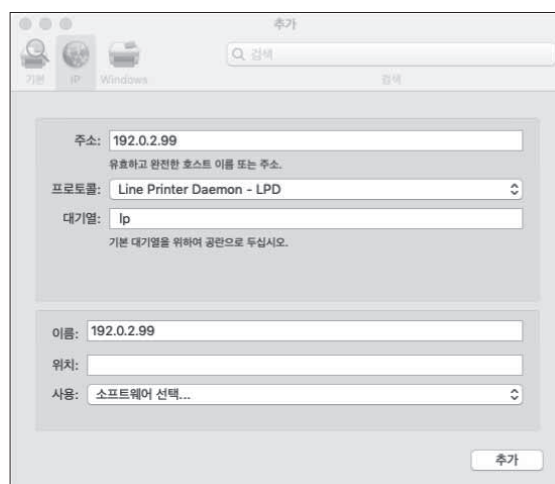 추가
검색
기본 IP Windows 검색
주소: 192.0.2.99
유효하고 완전한 호스트 이름 또는 주소.
프로토콜: Line Printer Daemon - LPD
대기열: lp
기본 대기열을 위하여 공란으로 두십시오.
이름: 192.0.2.99
위치:
사용: 소프트웨어 선택...
추가